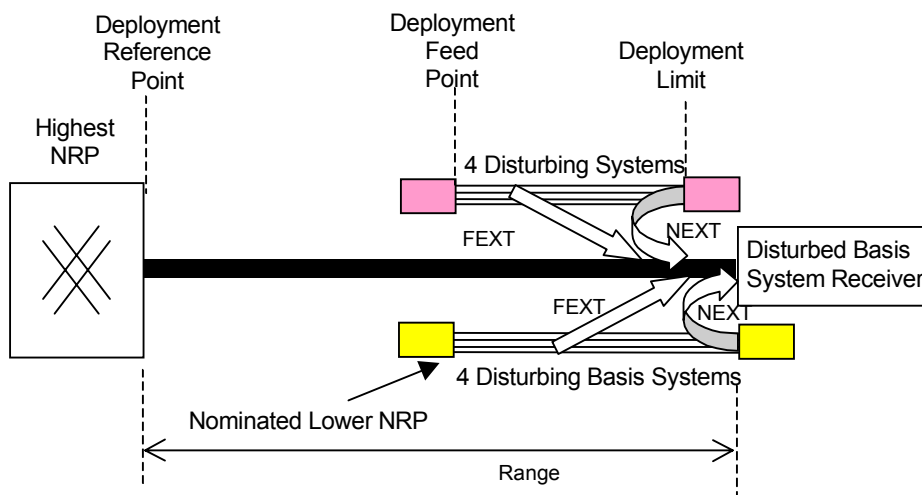 Deployment
Reference
Point
Deployment
Feed
Point
Deployment
Limit
Highest
NRP
4 Disturbing Systems
FEXT
NEXT
Disturbed Basis
System Receiver
FEXT
NEXT
4 Disturbing Basis Systems
Nominated Lower NRP
Range